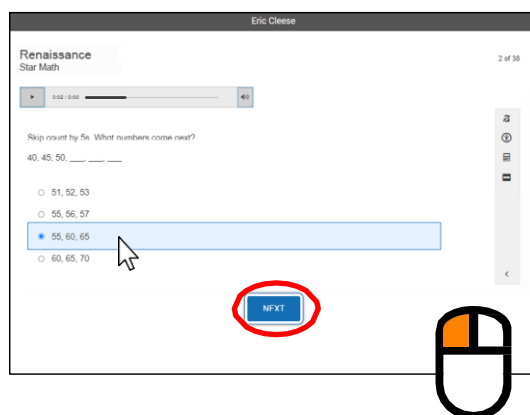 Eric Cleese
Renaissance
Star Math
2 of 38
0:02 / 0:00
Skip count by 5s. What numbers come next?
40, 45, 50, ___, ___, ___
51, 52, 53
55, 56, 57
55, 60, 65
60, 65, 70
NEXT